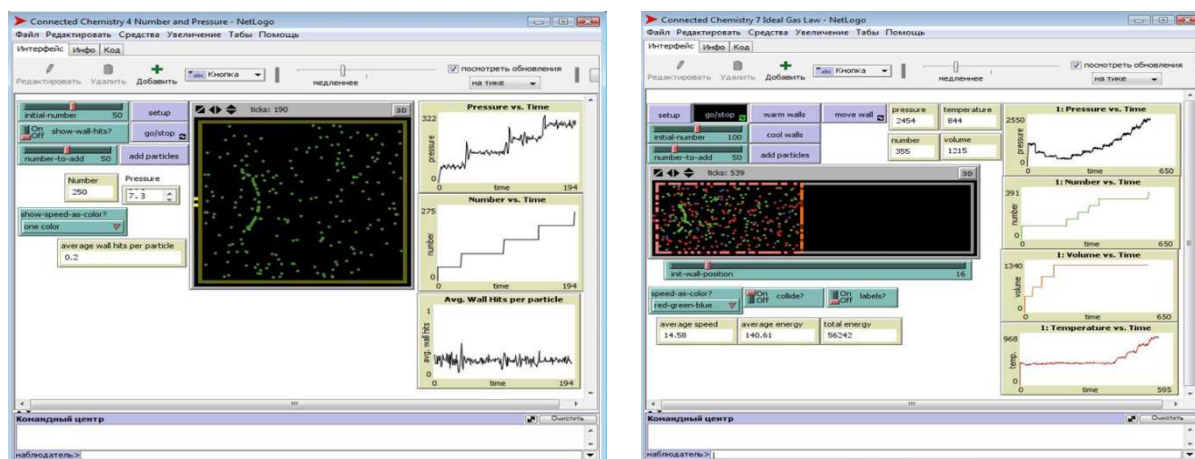 Connected Chemistry 4 Number and Pressure - NetLogo
Файл Редактировать Средства Увеличение Табы Помощь
Интерфейс Инфо Код
Редактировать Удалить Добавить abc Кнопка медленнее посмотреть обновления
на тике
initial-number 50 setup
On Off show-wall-hits? go/stop
number-to-add 50 add particles
Number
250
Pressure
7.3
show-speed-as-color?
one color
average wall hits per particle
0.2
ticks: 190 3D
Pressure vs. Time
322
pressure
0
0 time 194
Number vs. Time
275
number
0
0 time 194
Avg. Wall Hits per particle
1
avg. wall hits
0
0 time 194
Командный центр Очистить
наблюдатель>
Connected Chemistry 7 Ideal Gas Law - NetLogo
Файл Редактировать Средства Увеличение Табы Помощь
Интерфейс Инфо Код
Редактировать Удалить Добавить abc Кнопка медленнее посмотреть обновления
на тике
setup go/stop warm walls move wall
initial-number 100 cool walls
number-to-add 50 add particles
pressure
2454
temperature
844
number
355
volume
1215
ticks: 539 3D
init-wall-position 16
speed-as-color?
red-green-blue
On Off collide?
On Off labels?
average speed
14.58
average energy
140.61
total energy
56242
1: Pressure vs. Time
2550
pressure
0
0 time 650
1: Number vs. Time
391
number
0
0 time 650
1: Volume vs. Time
1340
volume
0
0 time 650
1: Temperature vs. Time
968
temp.
0
0 time 595
Командный центр Очистить
наблюдатель>